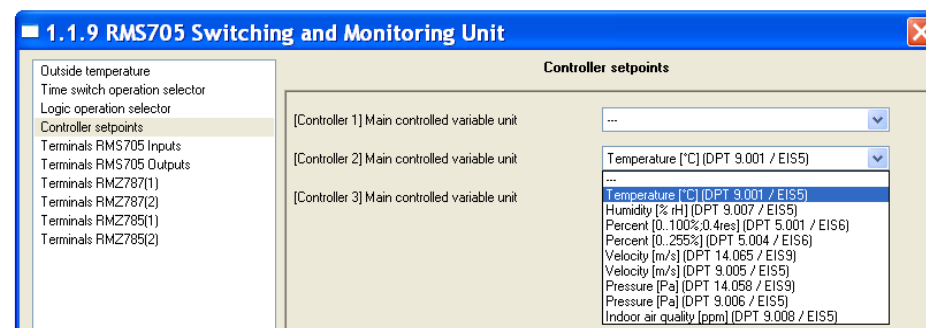 1.1.9 RMS705 Switching and Monitoring Unit
Outside temperature
Time switch operation selector
Logic operation selector
Controller setpoints
Terminals RMS705 Inputs
Terminals RMS705 Outputs
Terminals RMZ787(1)
Terminals RMZ787(2)
Terminals RMZ785(1)
Terminals RMZ785(2)
Controller setpoints
[Controller 1] Main controlled variable unit
---
[Controller 2] Main controlled variable unit
Temperature [°C] (DPT 9.001 / EIS5)
[Controller 3] Main controlled variable unit
---
Temperature [°C] (DPT 9.001 / EIS5)
Humidity [% rH] (DPT 9.007 / EIS5)
Percent [0..100%;0.4res] (DPT 5.001 / EIS6)
Percent [0..255%] (DPT 5.004 / EIS6)
Velocity [m/s] (DPT 14.065 / EIS9)
Velocity [m/s] (DPT 9.005 / EIS5)
Pressure [Pa] (DPT 14.058 / EIS9)
Pressure [Pa] (DPT 9.006 / EIS5)
Indoor air quality [ppm] (DPT 9.008 / EIS5)